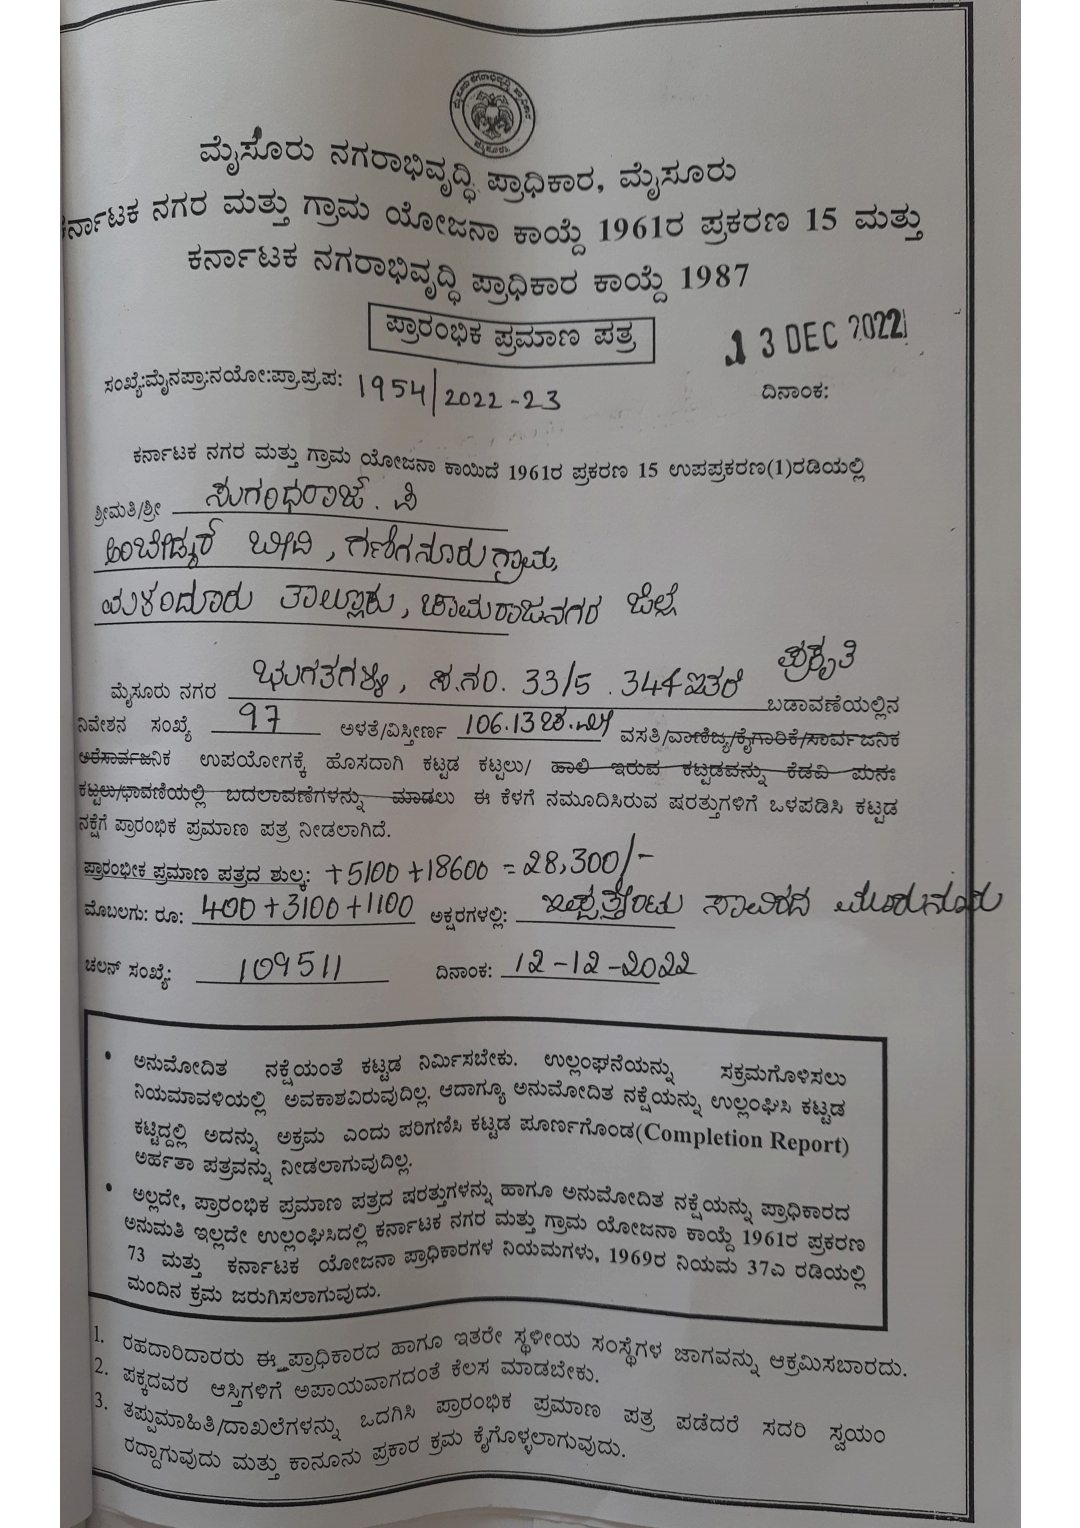 ಮೈಸೂರು ನಗರಾಭಿವೃದ್ಧಿ ಪ್ರಾಧಿಕಾರ, ಮೈಸೂರು
ಕರ್ನಾಟಕ ನಗರ ಮತ್ತು ಗ್ರಾಮ ಯೋಜನಾ ಕಾಯ್ದೆ 1961ರ ಪ್ರಕರಣ 15 ಮತ್ತು
ಕರ್ನಾಟಕ ನಗರಾಭಿವೃದ್ಧಿ ಪ್ರಾಧಿಕಾರ ಕಾಯ್ದೆ 1987
ಪ್ರಾರಂಭಿಕ ಪ್ರಮಾಣ ಪತ್ರ
13 DEC 2022
ಸಂಖ್ಯೆ:ಮೈನಪ್ರಾ:ನಯೋ:ಪ್ರಾ.ಪ್ರ.ಪ: 1954/2022-23
ದಿನಾಂಕ:
ಕರ್ನಾಟಕ ನಗರ ಮತ್ತು ಗ್ರಾಮ ಯೋಜನಾ ಕಾಯಿದೆ 1961ರ ಪ್ರಕರಣ 15 ಉಪಪ್ರಕರಣ(1)ರಡಿಯಲ್ಲಿ
ಶ್ರೀಮತಿ/ಶ್ರೀ ಸುಗಂಧರಾಜ್. ಪಿ
ಅಂಬೇಡ್ಕರ್ ಬೀದಿ, ಗಣಿಗನೂರು ಗ್ರಾಮ,
ಯಳಂದೂರು ತಾಲ್ಲೂಕು, ಚಾಮರಾಜನಗರ ಜಿಲ್ಲೆ
ಮೈಸೂರು ನಗರ ಭುಗತಗಳ್ಳಿ, ಸ.ನಂ. 33/5. 344 ಇತರೆ ಪ್ರಕೃತಿ ಬಡಾವಣೆಯಲ್ಲಿನ
ನಿವೇಶನ ಸಂಖ್ಯೆ 97 ಅಳತೆ/ವಿಸ್ತೀರ್ಣ 106.13 ಚ.ಮೀ ವಸತಿ/ವಾಣಿಜ್ಯ/ಕೈಗಾರಿಕೆ/ಸಾರ್ವಜನಿಕ
ಅರೆಸಾರ್ವಜನಿಕ ಉಪಯೋಗಕ್ಕೆ ಹೊಸದಾಗಿ ಕಟ್ಟಡ ಕಟ್ಟಲು/ ಹಾಲಿ ಇರುವ ಕಟ್ಟಡವನ್ನು ಕೆಡವಿ ಮನಃ
ಕಟ್ಟಲು/ಛಾವಣಿಯಲ್ಲಿ ಬದಲಾವಣೆಗಳನ್ನು ಮಾಡಲು ಈ ಕೆಳಗೆ ನಮೂದಿಸಿರುವ ಷರತ್ತುಗಳಿಗೆ ಒಳಪಡಿಸಿ ಕಟ್ಟಡ
ನಕ್ಷೆಗೆ ಪ್ರಾರಂಭಿಕ ಪ್ರಮಾಣ ಪತ್ರ ನೀಡಲಾಗಿದೆ.
ಪ್ರಾರಂಭೀಕ ಪ್ರಮಾಣ ಪತ್ರದ ಶುಲ್ಕ: +5100 +18600 = 28,300/-
ಮೊಬಲಗು: ರೂ: 400+3100+1100 ಅಕ್ಷರಗಳಲ್ಲಿ: ಇಪ್ಪತ್ತೆಂಟು ಸಾವಿರದ ಮೂರುನೂರು
ಚಲನ್ ಸಂಖ್ಯೆ: 109511 ದಿನಾಂಕ: 12-12-2022
• ಅನುಮೋದಿತ ನಕ್ಷೆಯಂತೆ ಕಟ್ಟಡ ನಿರ್ಮಿಸಬೇಕು. ಉಲ್ಲಂಘನೆಯನ್ನು ಸಕ್ರಮಗೊಳಿಸಲು
ನಿಯಮಾವಳಿಯಲ್ಲಿ ಅವಕಾಶವಿರುವುದಿಲ್ಲ. ಆದಾಗ್ಯೂ ಅನುಮೋದಿತ ನಕ್ಷೆಯನ್ನು ಉಲ್ಲಂಘಿಸಿ ಕಟ್ಟಡ
ಕಟ್ಟಿದ್ದಲ್ಲಿ ಅದನ್ನು ಅಕ್ರಮ ಎಂದು ಪರಿಗಣಿಸಿ ಕಟ್ಟಡ ಪೂರ್ಣಗೊಂಡ(Completion Report)
ಅರ್ಹತಾ ಪತ್ರವನ್ನು ನೀಡಲಾಗುವುದಿಲ್ಲ.
• ಅಲ್ಲದೇ, ಪ್ರಾರಂಭಿಕ ಪ್ರಮಾಣ ಪತ್ರದ ಷರತ್ತುಗಳನ್ನು ಹಾಗೂ ಅನುಮೋದಿತ ನಕ್ಷೆಯನ್ನು ಪ್ರಾಧಿಕಾರದ
ಅನುಮತಿ ಇಲ್ಲದೇ ಉಲ್ಲಂಘಿಸಿದಲ್ಲಿ ಕರ್ನಾಟಕ ನಗರ ಮತ್ತು ಗ್ರಾಮ ಯೋಜನಾ ಕಾಯ್ದೆ 1961ರ ಪ್ರಕರಣ
73 ಮತ್ತು ಕರ್ನಾಟಕ ಯೋಜನಾ ಪ್ರಾಧಿಕಾರಗಳ ನಿಯಮಗಳು, 1969ರ ನಿಯಮ 37ಎ ರಡಿಯಲ್ಲಿ
ಮಂದಿನ ಕ್ರಮ ಜರುಗಿಸಲಾಗುವುದು.
1. ರಹದಾರಿದಾರರು ಈ ಪ್ರಾಧಿಕಾರದ ಹಾಗೂ ಇತರೇ ಸ್ಥಳೀಯ ಸಂಸ್ಥೆಗಳ ಜಾಗವನ್ನು ಆಕ್ರಮಿಸಬಾರದು.
2. ಪಕ್ಕದವರ ಆಸ್ತಿಗಳಿಗೆ ಅಪಾಯವಾಗದಂತೆ ಕೆಲಸ ಮಾಡಬೇಕು.
3. ತಪ್ಪುಮಾಹಿತಿ/ದಾಖಲೆಗಳನ್ನು ಒದಗಿಸಿ ಪ್ರಾರಂಭಿಕ ಪ್ರಮಾಣ ಪತ್ರ ಪಡೆದರೆ ಸದರಿ ಸ್ವಯಂ
ರದ್ದಾಗುವುದು ಮತ್ತು ಕಾನೂನು ಪ್ರಕಾರ ಕ್ರಮ ಕೈಗೊಳ್ಳಲಾಗುವುದು.